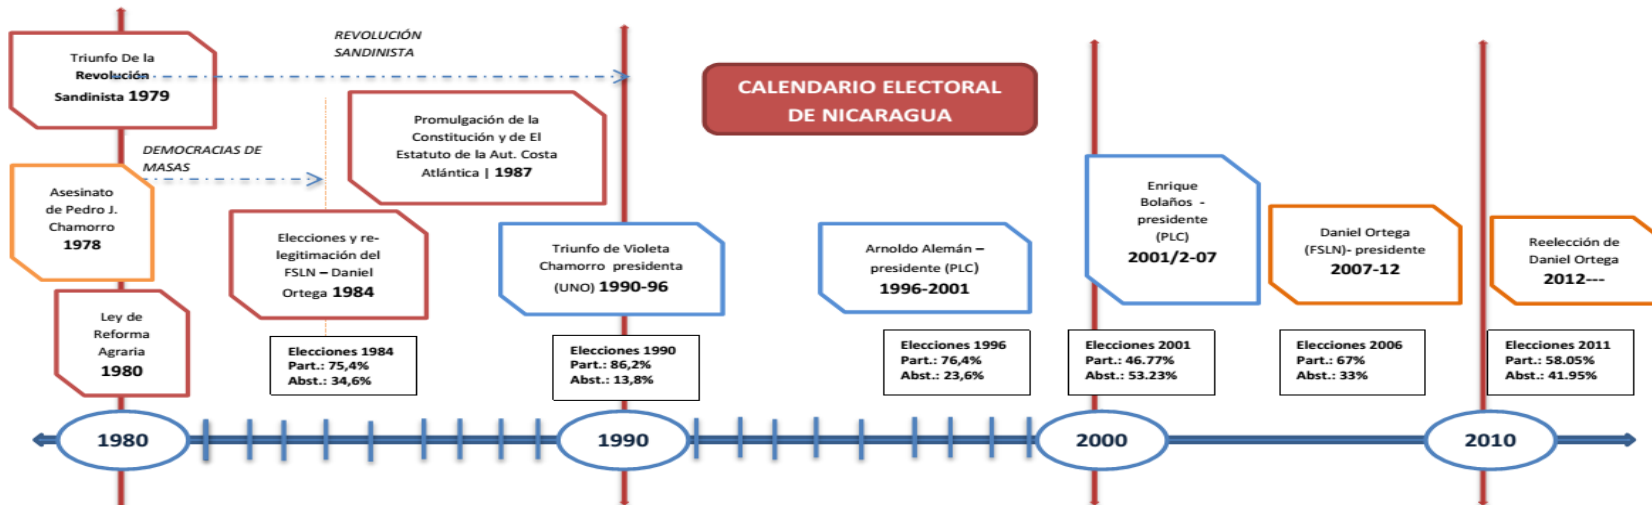 REVOLUCIÓN
SANDINISTA
Triunfo De la
Revolución
Sandinista 1979
CALENDARIO ELECTORAL
DE NICARAGUA
Promulgación de la
Constitución y de El
Estatuto de la Aut. Costa
Atlántica | 1987
DEMOCRACIAS DE
MASAS
Asesinato
de Pedro J.
Chamorro
1978
Elecciones y re-
legitimación del
FSLN – Daniel
Ortega 1984
Triunfo de Violeta
Chamorro presidenta
(UNO) 1990-96
Arnoldo Alemán –
presidente (PLC)
1996-2001
Enrique
Bolaños -
presidente
(PLC)
2001/2-07
Daniel Ortega
(FSLN)- presidente
2007-12
Reelección de
Daniel Ortega
2012---
Ley de
Reforma
Agraria
1980
Elecciones 1984
Part.: 75,4%
Abst.: 34,6%
Elecciones 1990
Part.: 86,2%
Abst.: 13,8%
Elecciones 1996
Part.: 76,4%
Abst.: 23,6%
Elecciones 2001
Part.: 46.77%
Abst.: 53.23%
Elecciones 2006
Part.: 67%
Abst.: 33%
Elecciones 2011
Part.: 58.05%
Abst.: 41.95%
1980
1990
2000
2010